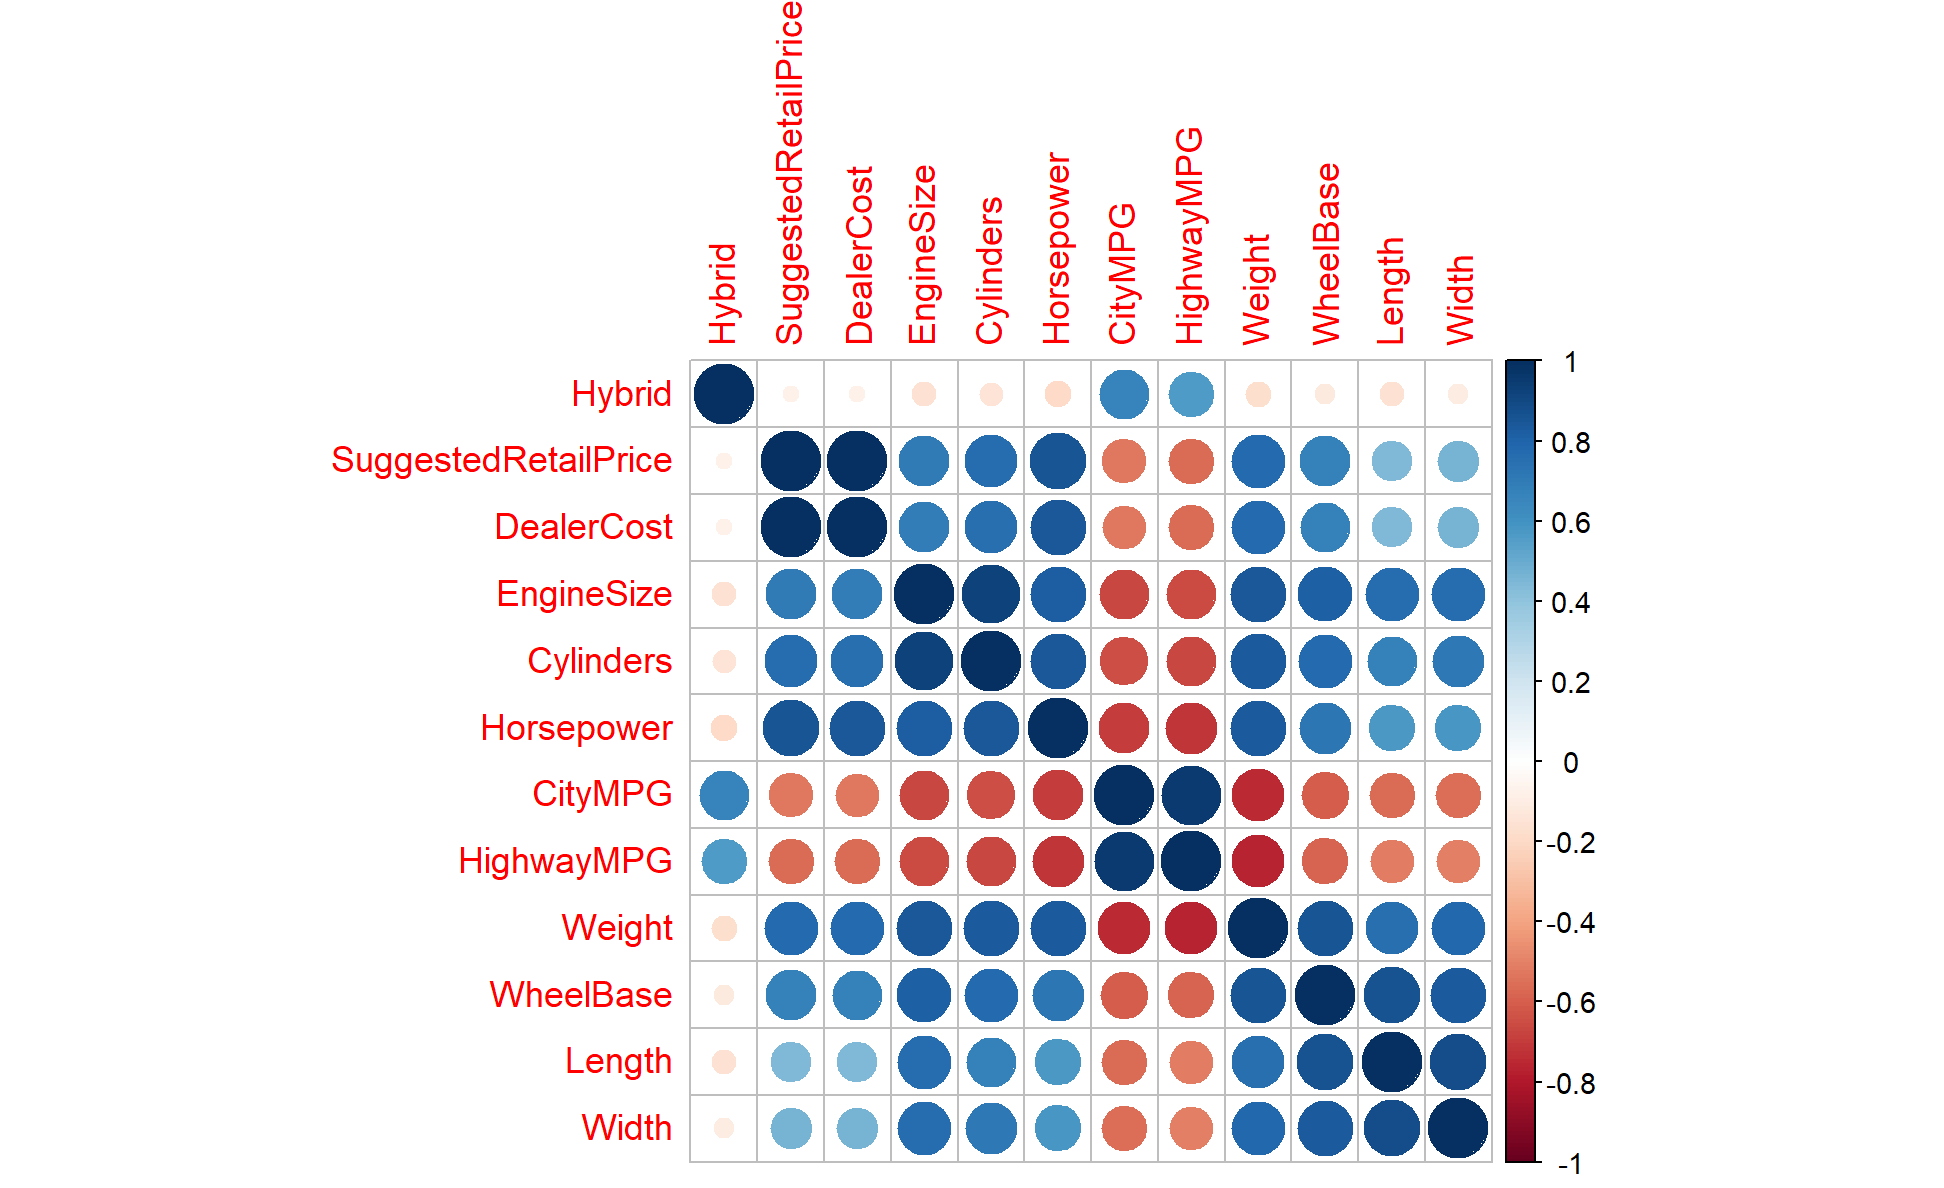 Hybrid
SuggestedRetailPrice
DealerCost
EngineSize
Cylinders
Horsepower
CityMPG
HighwayMPG
Weight
WheelBase
Length
Width
Hybrid
SuggestedRetailPrice
DealerCost
EngineSize
Cylinders
Horsepower
CityMPG
HighwayMPG
Weight
WheelBase
Length
Width
1
0.8
0.6
0.4
0.2
0
-0.2
-0.4
-0.6
-0.8
-1